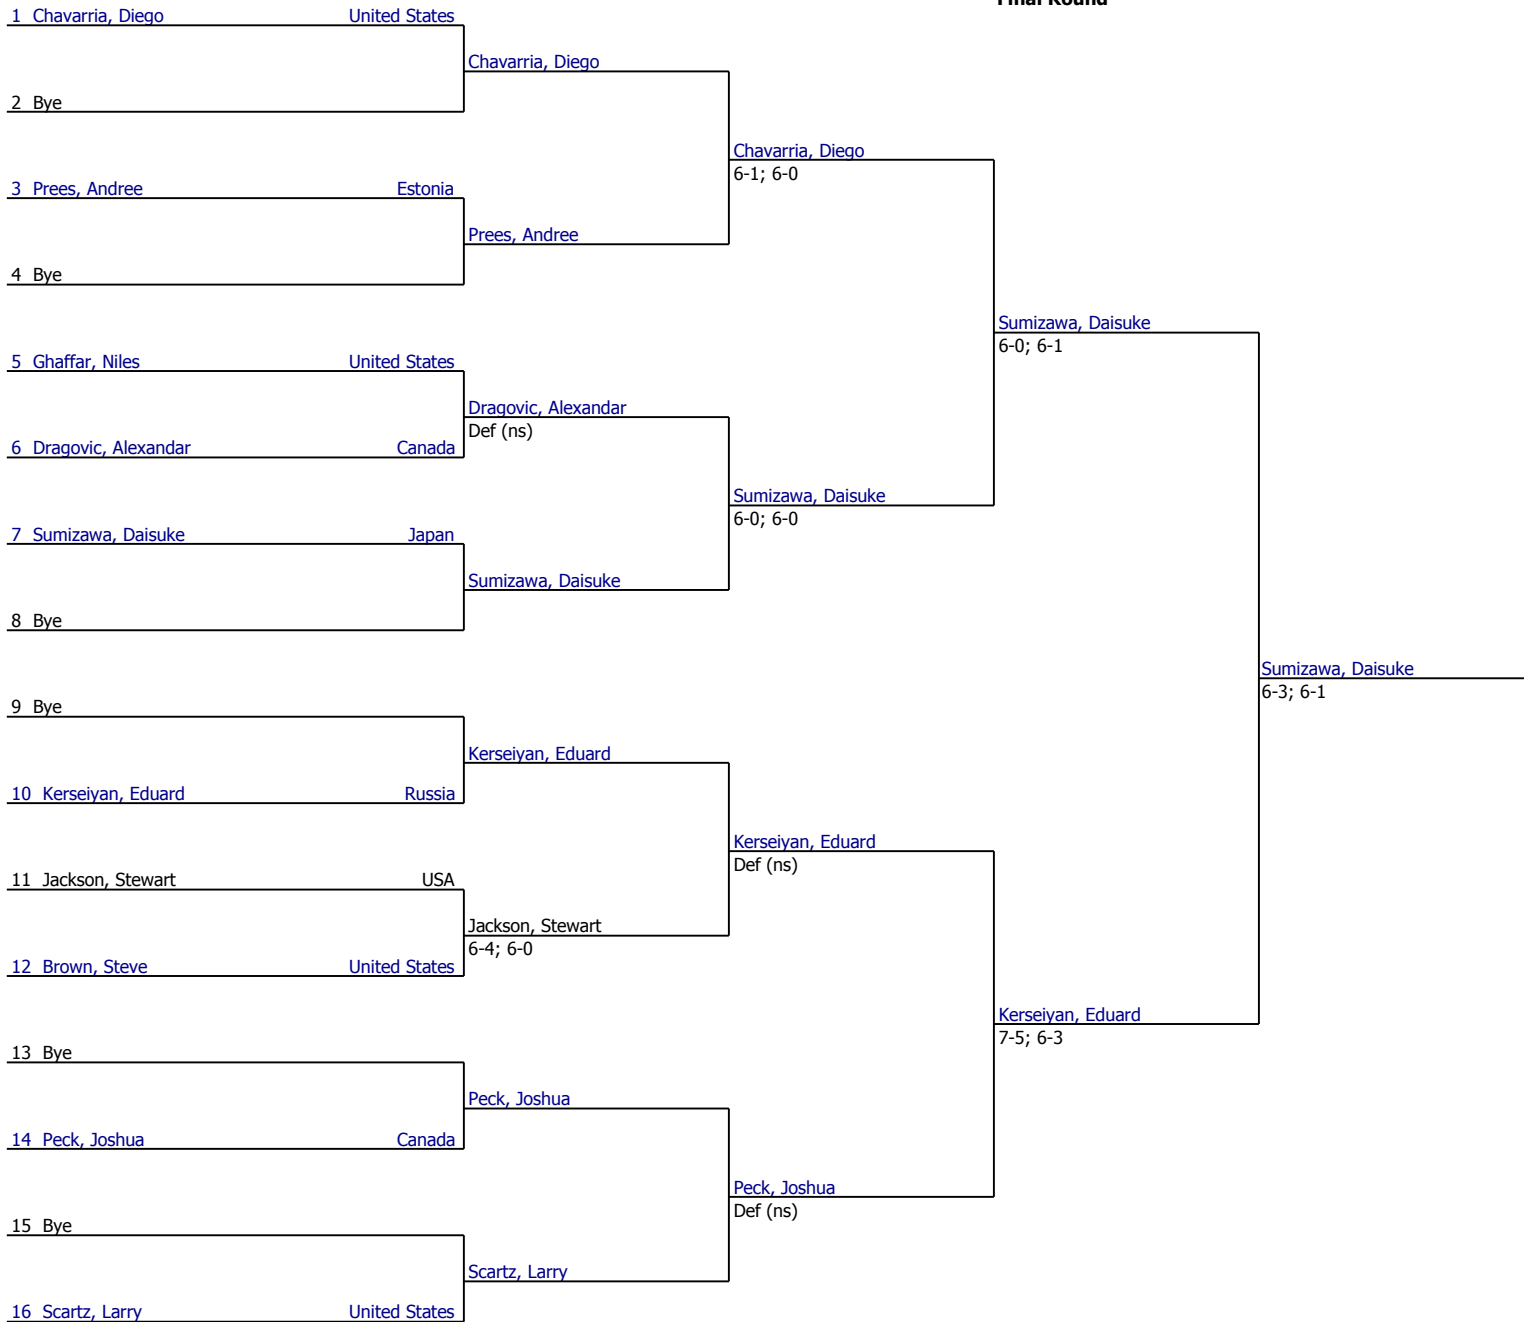 Final Round
1 Chavarria, Diego United States
Chavarria, Diego
2 Bye
Chavarria, Diego
6-1; 6-0
3 Prees, Andree Estonia
Prees, Andree
4 Bye
Sumizawa, Daisuke
6-0; 6-1
5 Ghaffar, Niles United States
Dragovic, Alexandar
Def (ns)
6 Dragovic, Alexandar Canada
Sumizawa, Daisuke
6-0; 6-0
7 Sumizawa, Daisuke Japan
Sumizawa, Daisuke
8 Bye
Sumizawa, Daisuke
6-3; 6-1
9 Bye
Kerseiyan, Eduard
10 Kerseiyan, Eduard Russia
Kerseiyan, Eduard
Def (ns)
11 Jackson, Stewart USA
Jackson, Stewart
6-4; 6-0
12 Brown, Steve United States
Kerseiyan, Eduard
7-5; 6-3
13 Bye
Peck, Joshua
14 Peck, Joshua Canada
Peck, Joshua
Def (ns)
15 Bye
Scartz, Larry
16 Scartz, Larry United States